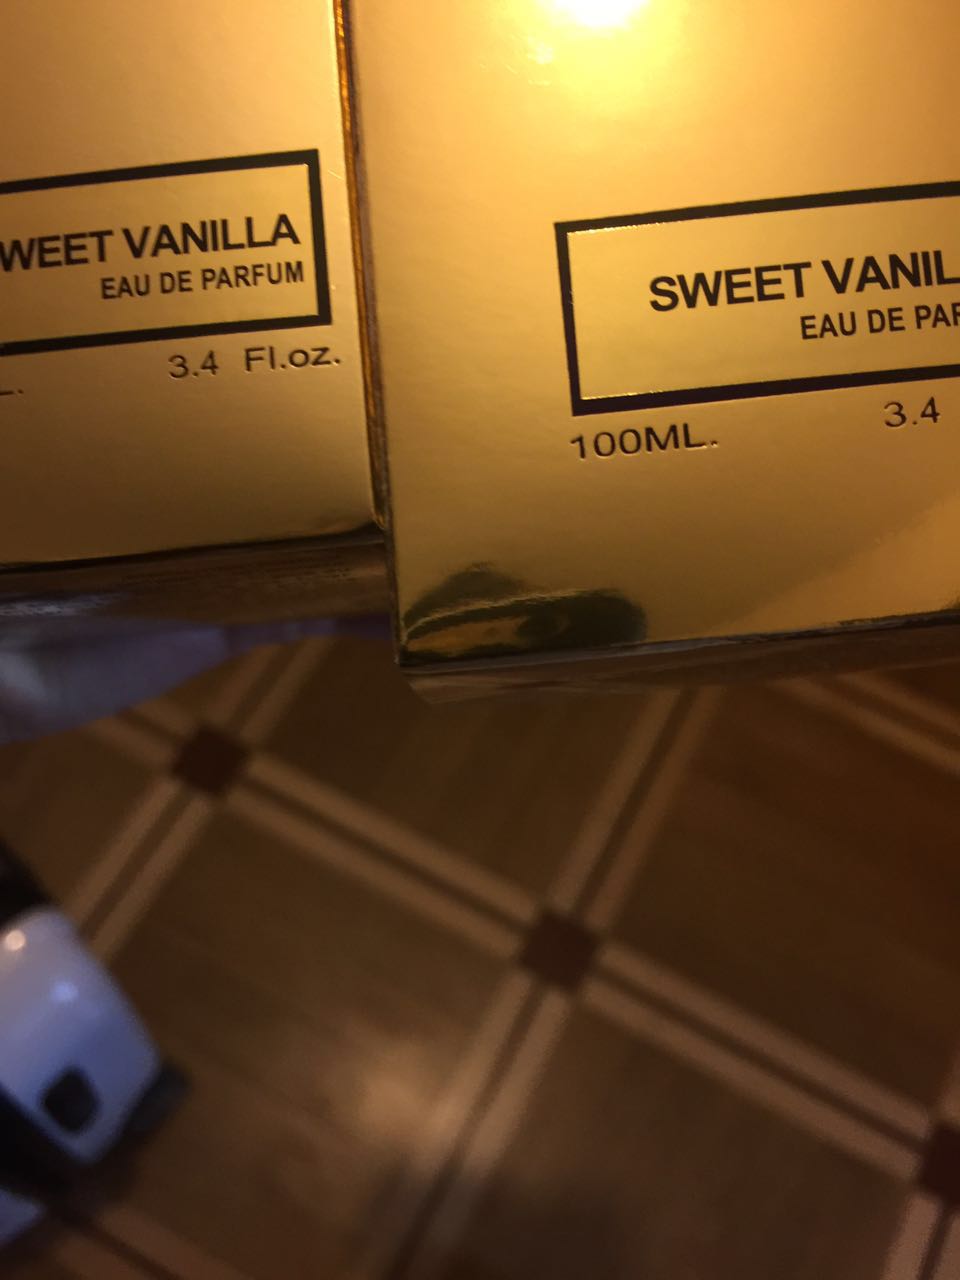 WEET VANILLA
EAU DE PARFUM
L. 3.4 Fl.oz.
SWEET VANIL
EAU DE PAR
100ML. 3.4